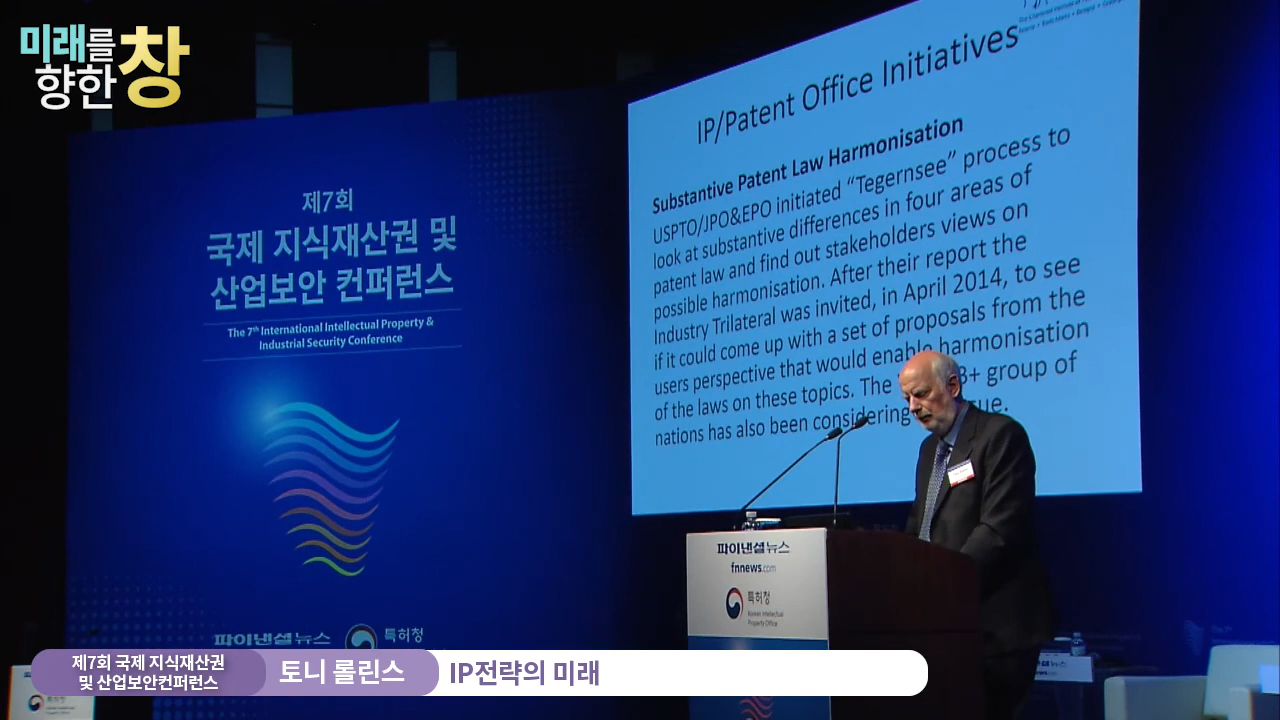 미래를
향한 창
제7회
국제 지식재산권 및
산업보안 컨퍼런스
The 7th International Intellectual Property &
Industrial Security Conference
파이낸셜뉴스 특허청
IP/Patent Office Initiatives
Substantive Patent Law Harmonisation
USPTO/JPO&EPO initiated “Tegernsee” process to
look at substantive differences in four areas of
patent law and find out stakeholders views on
possible harmonisation. After their report the
Industry Trilateral was invited, in April 2014, to see
if it could come up with a set of proposals from the
users perspective that would enable harmonisation
of the laws on these topics. The B+ group of
nations has also been considering
파이낸셜뉴스
fnnews.com
특허청
Korean Intellectual
Property Office
제7회 국제 지식재산권
및 산업보안컨퍼런스
토니 롤린스
IP전략의 미래